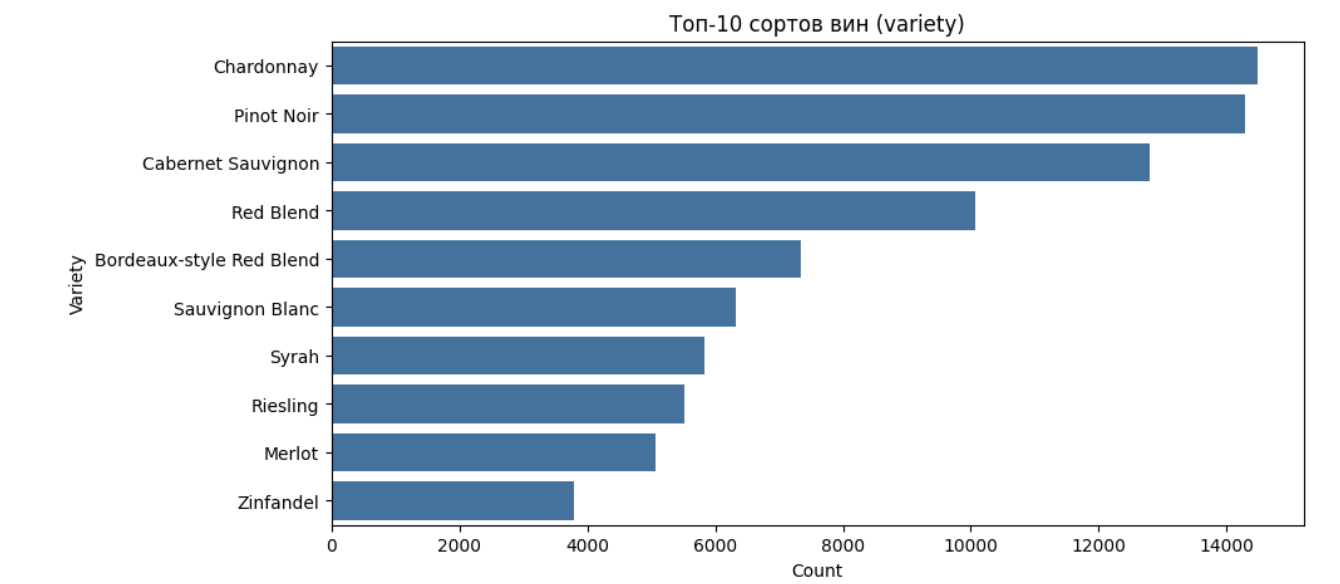 Топ-10 сортов вин (variety)
Chardonnay
Pinot Noir
Cabernet Sauvignon
Red Blend
Bordeaux-style Red Blend
Sauvignon Blanc
Syrah
Riesling
Merlot
Zinfandel
Variety
0 2000 4000 6000 8000 10000 12000 14000
Count